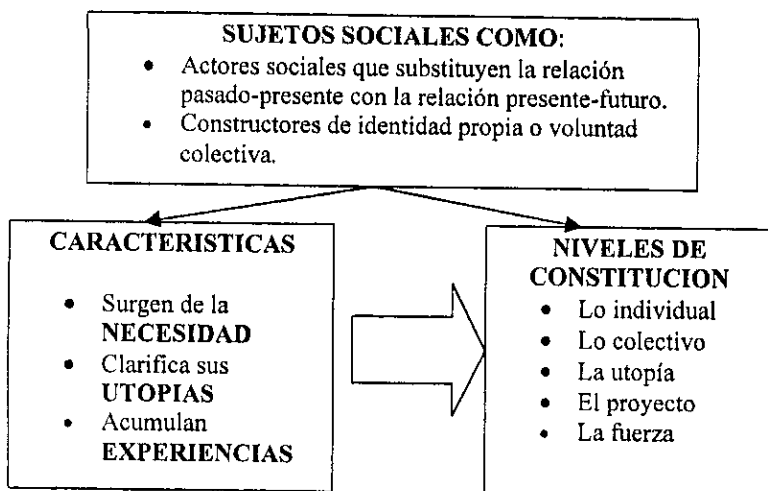 SUJETOS SOCIALES COMO:
• Actores sociales que substituyen la relación
pasado-presente con la relación presente-futuro.
• Constructores de identidad propia o voluntad
colectiva.
CARACTERISTICAS
• Surgen de la
NECESIDAD
• Clarifica sus
UTOPIAS
• Acumulan
EXPERIENCIAS
NIVELES DE
CONSTITUCION
• Lo individual
• Lo colectivo
• La utopía
• El proyecto
• La fuerza